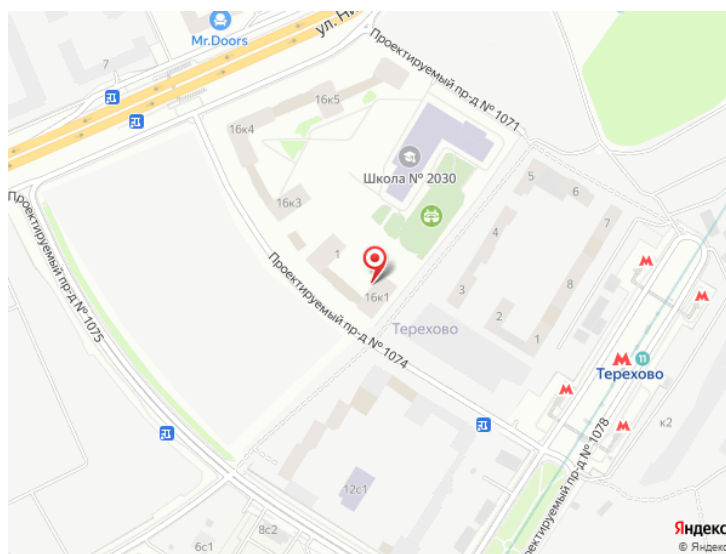 Mr.Doors
ул. Ни
7
Проектируемый пр-д № 1071
16к5
16к4
Школа № 2030
5
6
16к3
7
4
1
8
3
16к1
2
1
Терехово
Проектируемый пр-д № 1074
Проектируемый пр-д № 1075
М
М
М
11
Терехово
М
М
к2
Проектируемый пр-д № 1078
12с1
8с2
6с1
Яндекс
© Яндекс